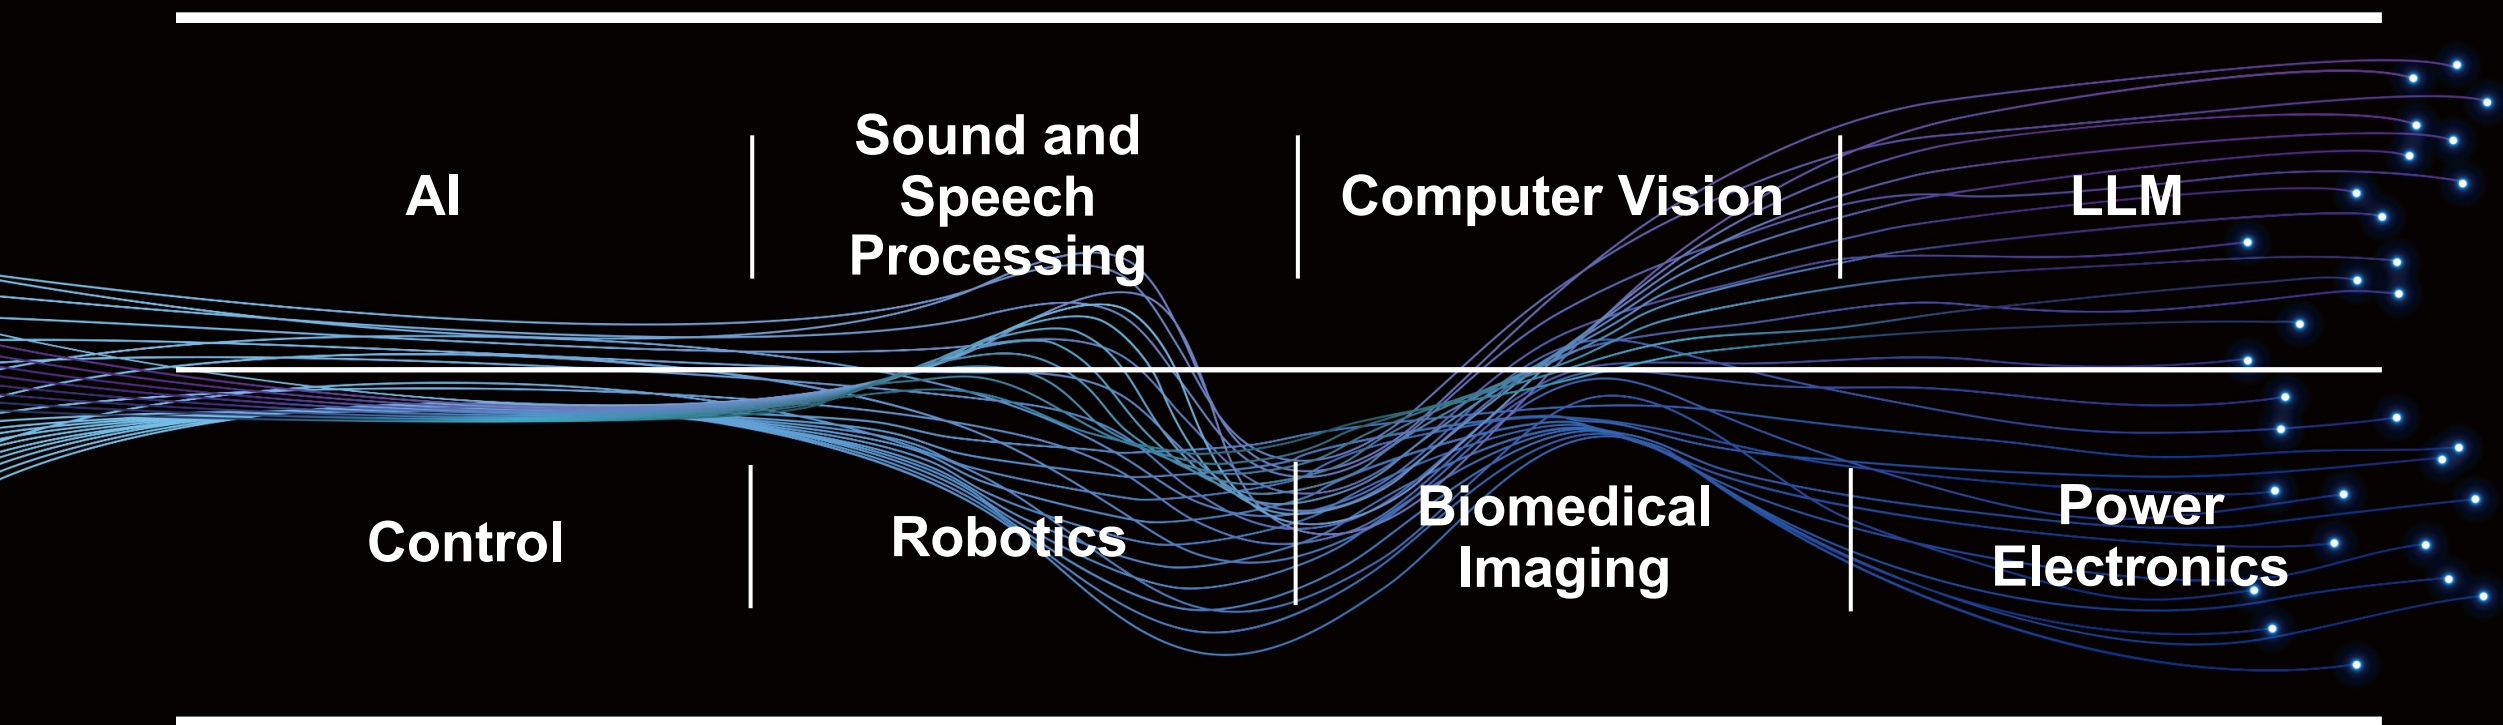 AI
Sound and
Speech
Processing
Computer Vision
LLM
Control
Robotics
Biomedical
Imaging
Power
Electronics